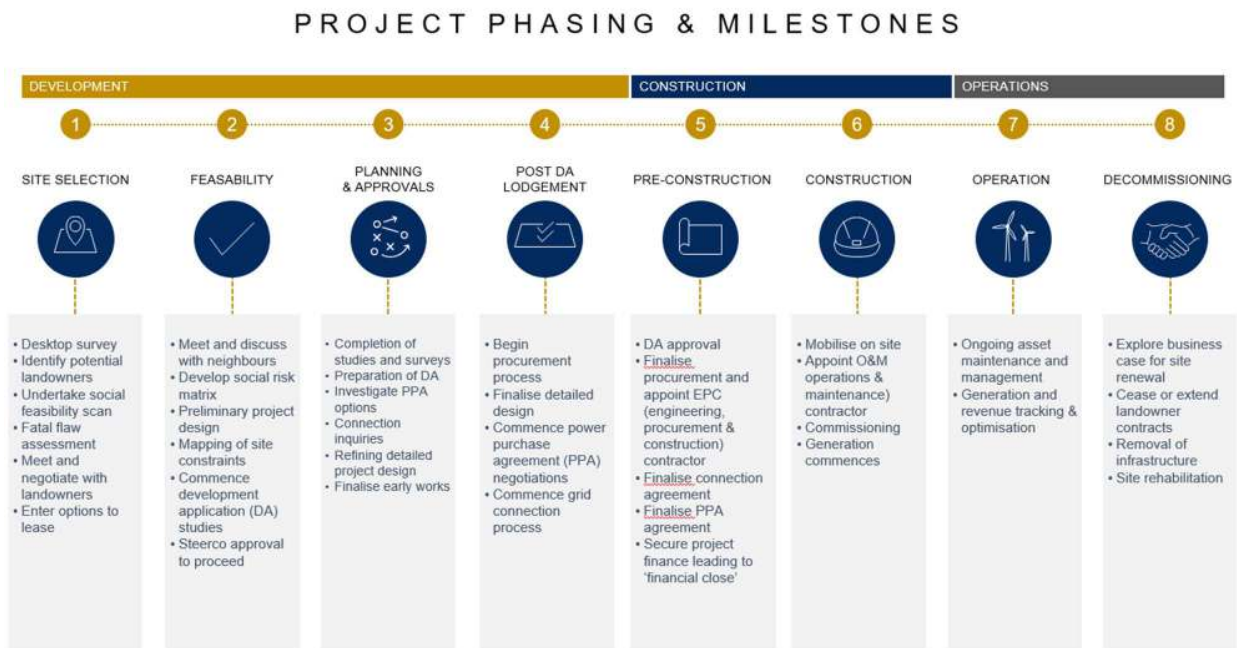 PROJECT PHASING & MILESTONES
DEVELOPMENT
CONSTRUCTION
OPERATIONS
1
2
3
4
5
6
7
8
SITE SELECTION
FEASABILITY
PLANNING
& APPROVALS
POST DA
LODGEMENT
PRE-CONSTRUCTION
CONSTRUCTION
OPERATION
DECOMMISSIONING
• Desktop survey
• Identify potential
landowners
• Undertake social
feasibility scan
• Fatal flaw
assessment
• Meet and
negotiate with
landowners
• Enter options to
lease
• Meet and discuss
with neighbours
• Develop social risk
matrix
• Preliminary project
design
• Mapping of site
constraints
• Commence
development
application (DA)
studies
• Steerco approval
to proceed
• Completion of
studies and surveys
• Preparation of DA
• Investigate PPA
options
• Connection
inquiries
• Refining detailed
project design
• Finalise early works
• Begin
procurement
process
• Finalise detailed
design
• Commence power
purchase
agreement (PPA)
negotiations
• Commence grid
connection
process
• DA approval
• Finalise
procurement and
appoint EPC
(engineering,
procurement &
construction)
contractor
• Finalise connection
agreement
• Finalise PPA
agreement
• Secure project
finance leading to
'financial close'
• Mobilise on site
• Appoint O&M
operations &
maintenance)
contractor
• Commissioning
• Generation
commences
• Ongoing asset
maintenance and
management
• Generation and
revenue tracking &
optimisation
• Explore business
case for site
renewal
• Cease or extend
landowner
contracts
• Removal of
infrastructure
• Site rehabilitation